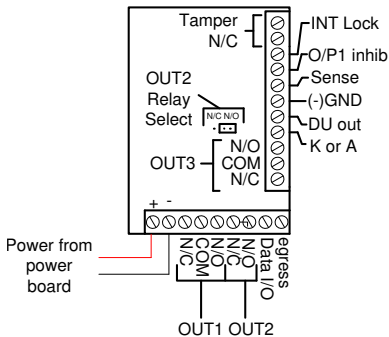 Tamper
N/C
INT Lock
O/P1 inhib
Sense
(-)GND
DU out
K or A
OUT2
Relay
Select
N/C N/O
OUT3
N/O
COM
N/C
+ -
Power from
power
board
N/C
COM
N/O
N/C
N/O
Data I/O
egress
OUT1 OUT2